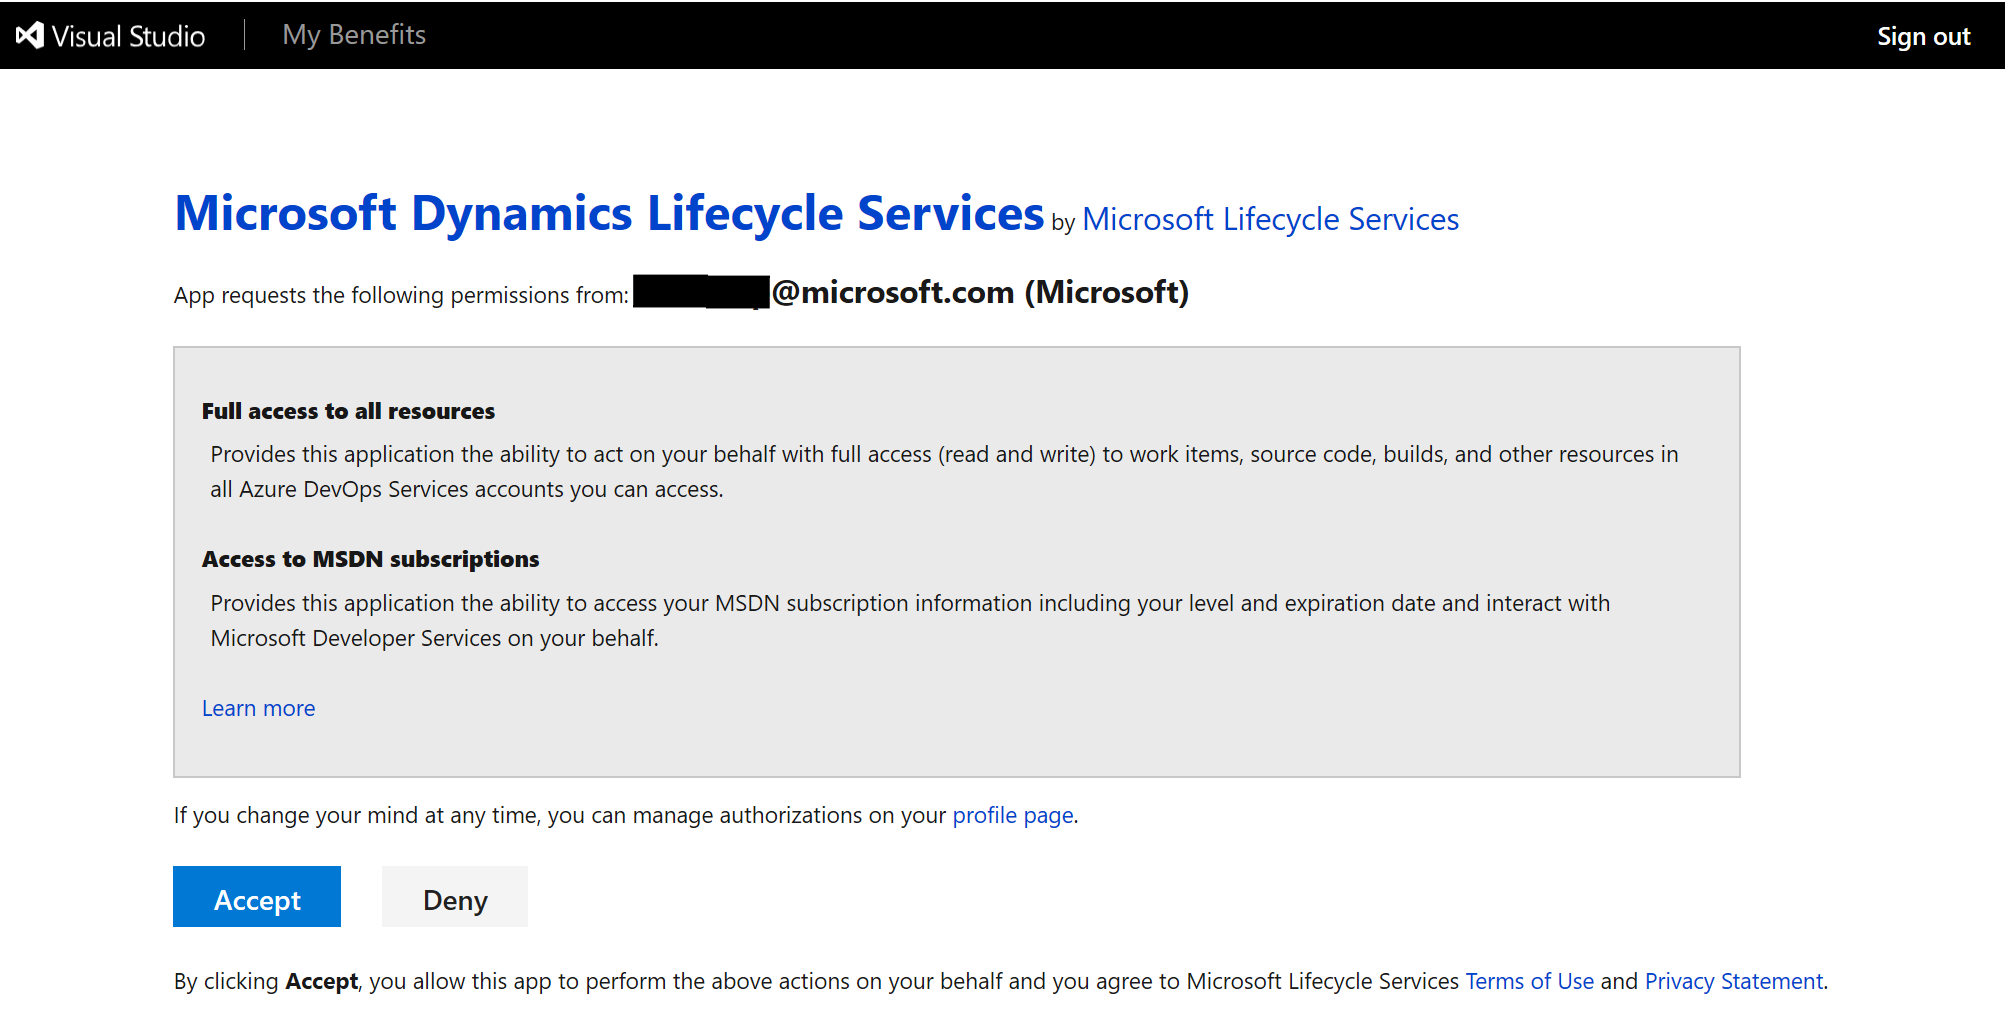 Visual Studio My Benefits Sign out
Microsoft Dynamics Lifecycle Services by Microsoft Lifecycle Services
App requests the following permissions from: @microsoft.com (Microsoft)
Full access to all resources
Provides this application the ability to act on your behalf with full access (read and write) to work items, source code, builds, and other resources in
all Azure DevOps Services accounts you can access.
Access to MSDN subscriptions
Provides this application the ability to access your MSDN subscription information including your level and expiration date and interact with
Microsoft Developer Services on your behalf.
Learn more
If you change your mind at any time, you can manage authorizations on your profile page.
Accept Deny
By clicking Accept, you allow this app to perform the above actions on your behalf and you agree to Microsoft Lifecycle Services Terms of Use and Privacy Statement.